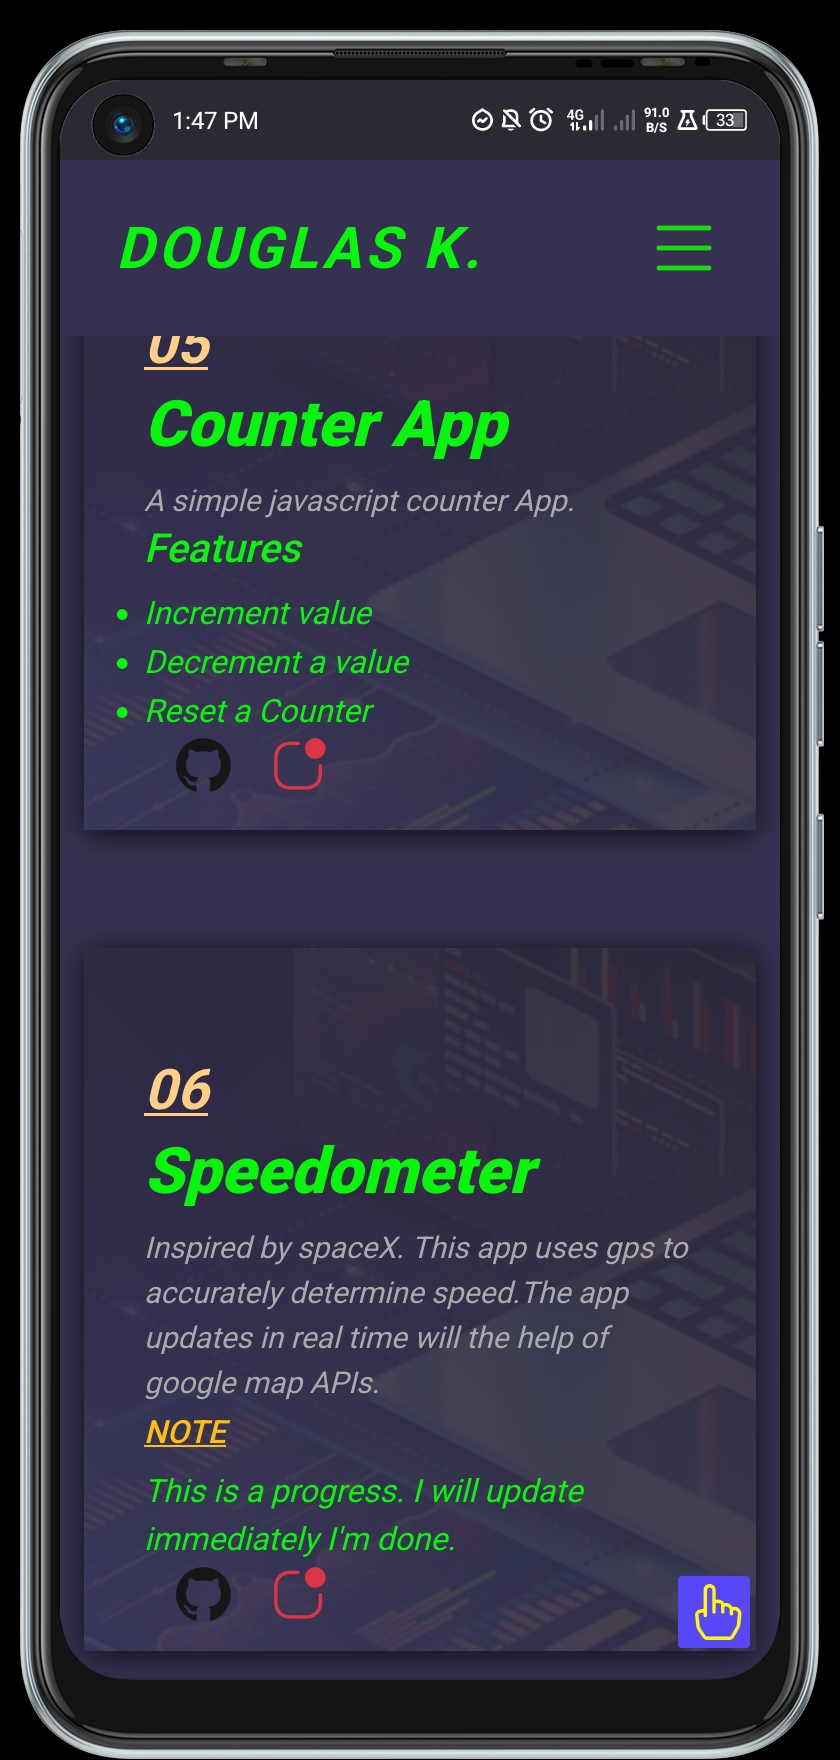 1:47 PM
4G
91.0
B/S
33
DOUGLAS K.
05
Counter App
A simple javascript counter App.
Features
• Increment value
• Decrement a value
• Reset a Counter
06
Speedometer
Inspired by spaceX. This app uses gps to
accurately determine speed.The app
updates in real time will the help of
google map APIs.
NOTE
This is a progress. I will update
immediately I'm done.